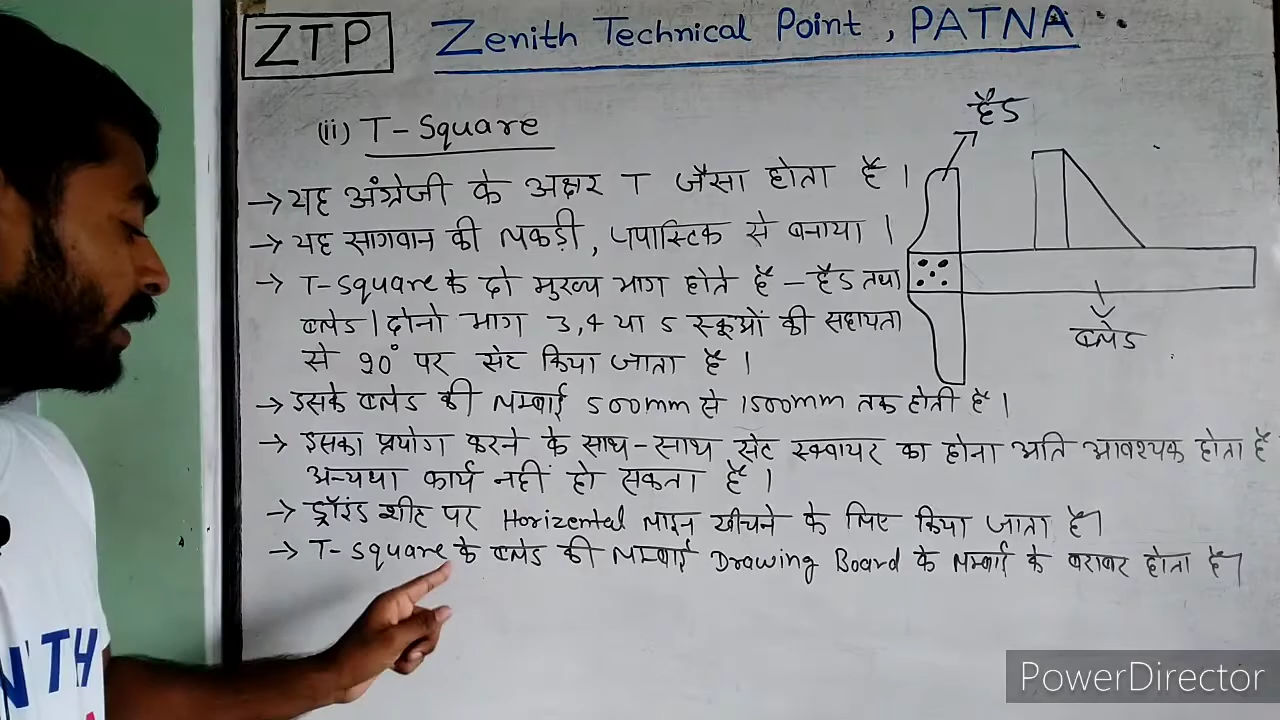 ZTP Zenith Technical Point, PATNA
(ii) T-Square
हैड
→ यह अंग्रेजी के अक्षर T जैसा होता है।
→ यह सागवान की लकड़ी, प्लास्टिक से बनाया।
→ T-Square के दो मुख्य भाग होते हैं - हैड तथा
ब्लेड। दोनो भाग 3,4 या 5 स्क्रूओं की सहायता
ब्लेड
से 90° पर सेट किया जाता है।
→ इसके ब्लेड की लम्बाई 500mm से 1500mm तक होती है।
→ इसका प्रयोग करने के साथ-साथ सेट स्क्वायर का होना अति आवश्यक होता है
अन्यथा कार्य नहीं हो सकता है।
→ ड्रॉइंड शीट पर Horizental लाइन खीचने के लिए किया जाता है।
→ T-square के ब्लेड की लम्बाई Drawing Board के लम्बाई के बराबर होता है।
NTH
PowerDirector